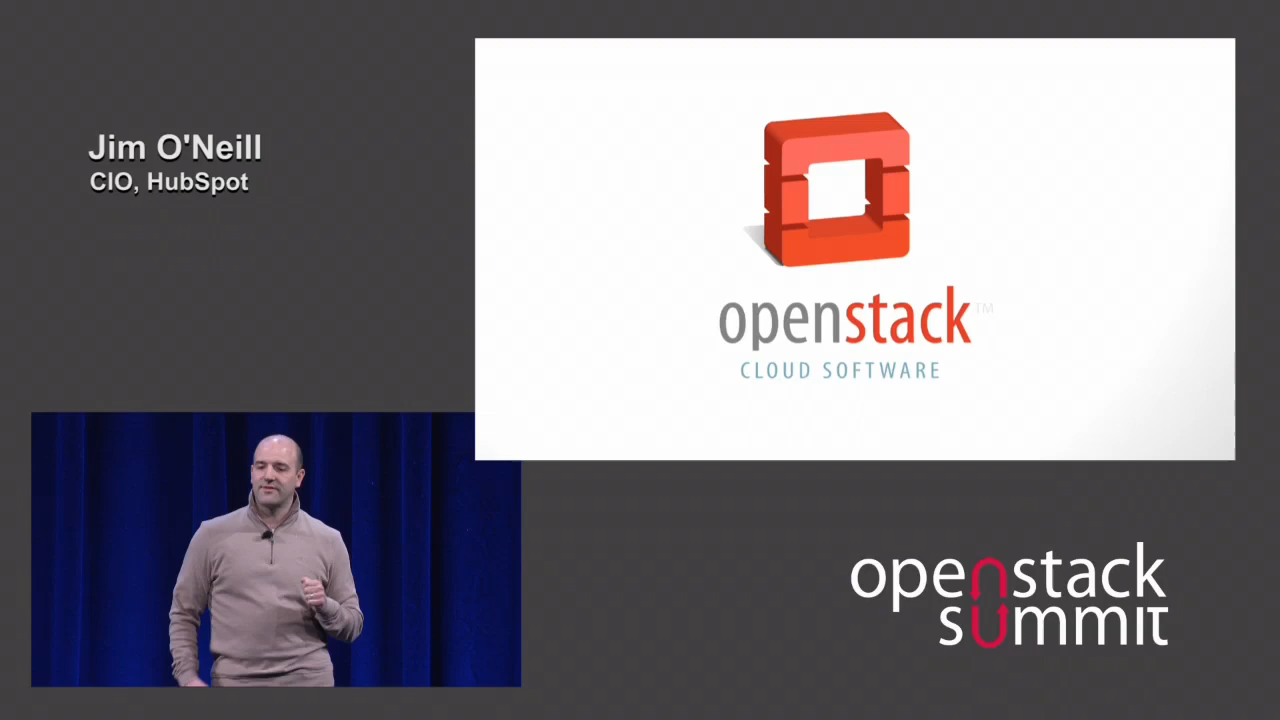 Jim O'Neill
CIO, HubSpot
openstack™
CLOUD SOFTWARE
openstack
summit